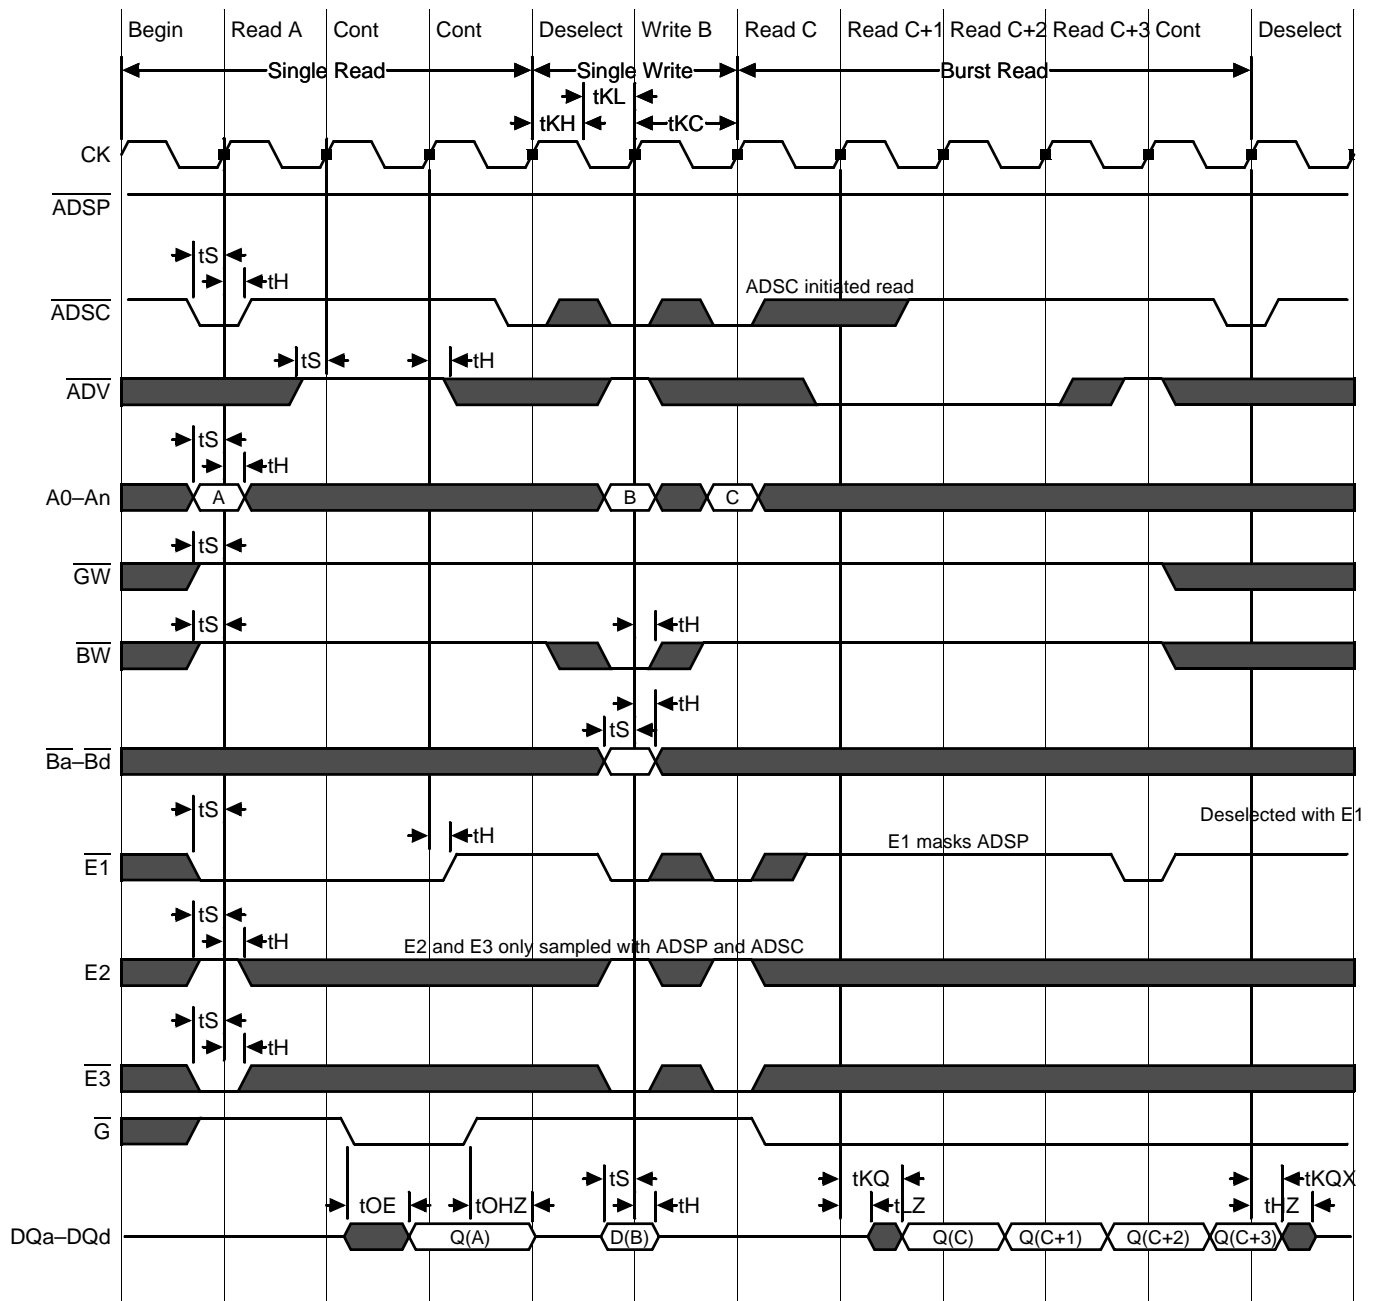 Begin Read A Cont Cont Deselect Write B Read C Read C+1 Read C+2 Read C+3 Cont Deselect
Single Read Single Write Burst Read
tKL
tKH tKC
CK
ADSP
tS
tH
ADSC initiated read
ADSC
tS tH
ADV
tS
tH
A0–An A B C
tS
GW
tS tH
BW
tH
tS
Ba–Bd
tS Deselected with E1
tH E1 masks ADSP
E1
tS
tH E2 and E3 only sampled with ADSP and ADSC
E2
tS
tH
E3
G
tS tKQ tKQX
tOE tOHZ tH tLZ tHZ
DQa–DQd Q(A) D(B) Q(C) Q(C+1) Q(C+2) Q(C+3)